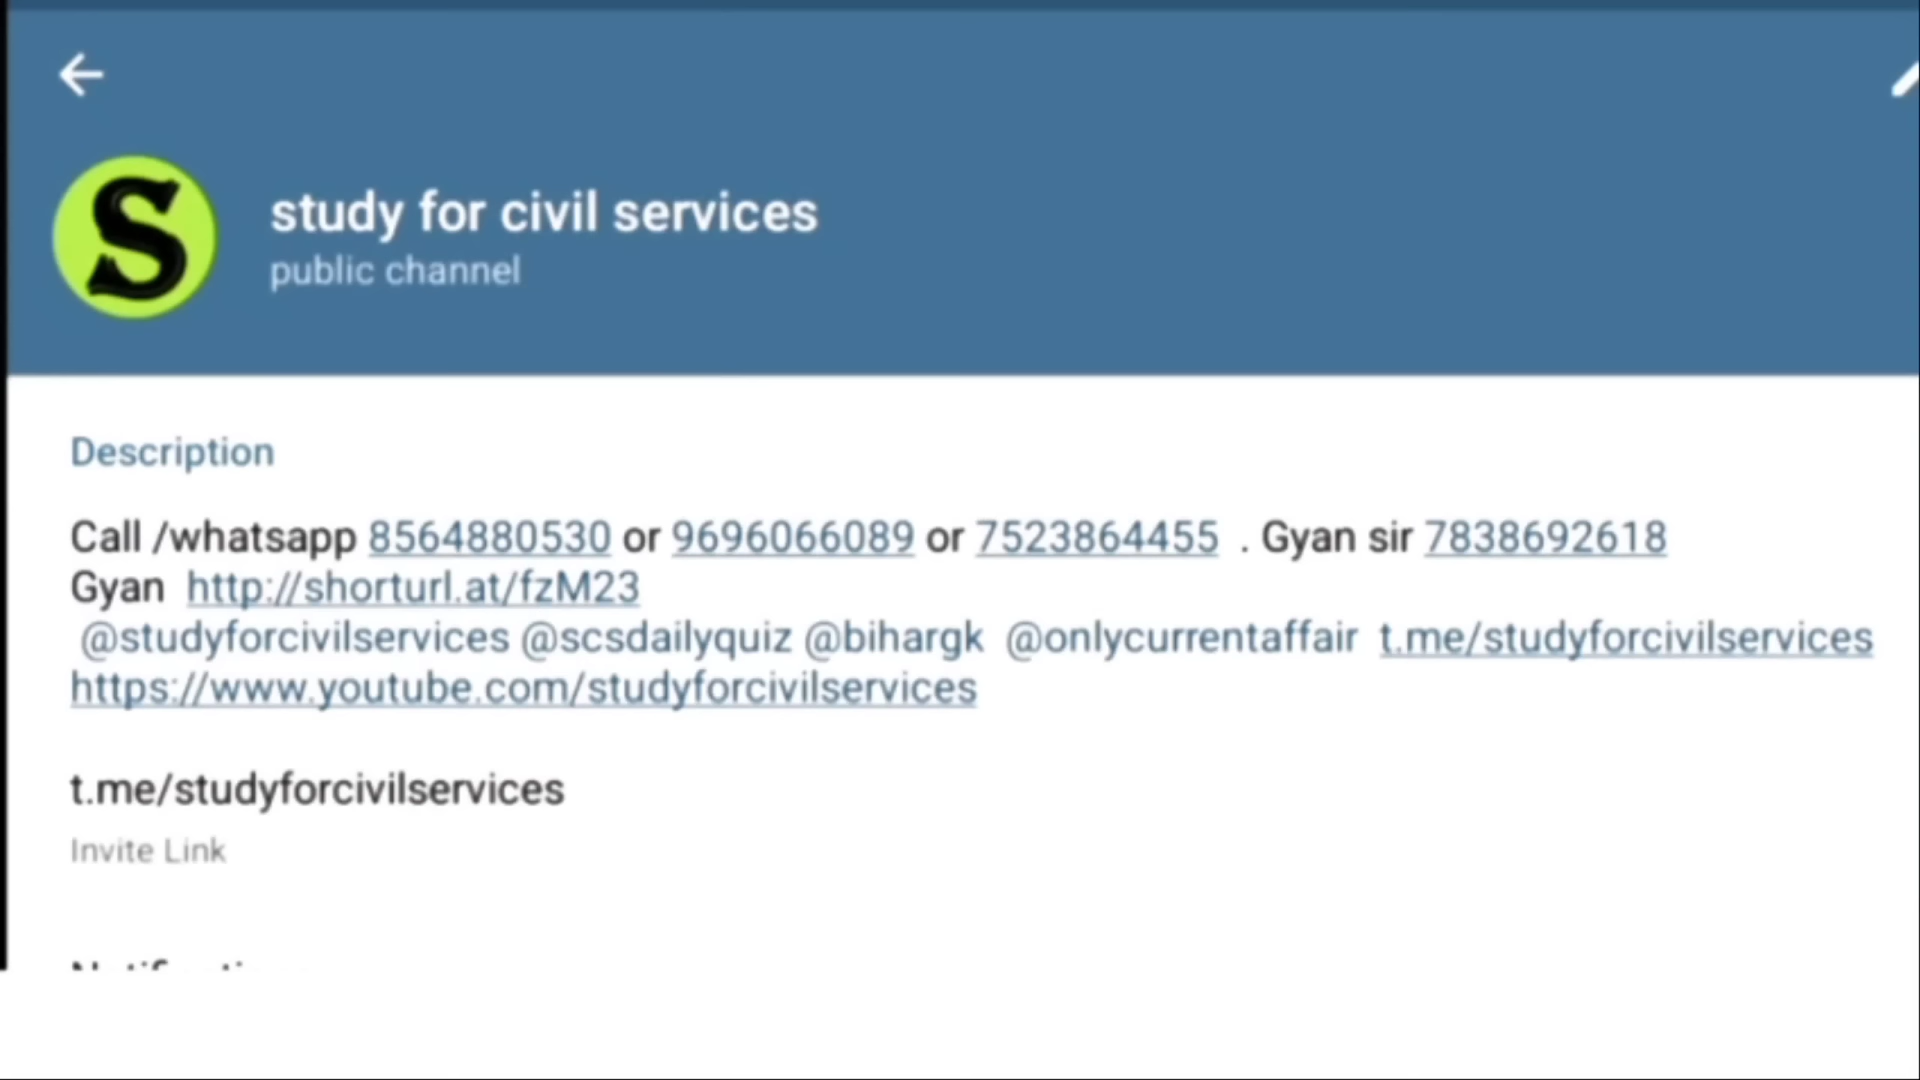 S
study for civil services
public channel
Description
Call /whatsapp 8564880530 or 9696066089 or 7523864455 . Gyan sir 7838692618
Gyan http://shorturl.at/fzM23
@studyforcivilservices @scsdailyquiz @bihargk @onlycurrentaffair t.me/studyforcivilservices
https://www.youtube.com/studyforcivilservices
t.me/studyforcivilservices
Invite Link